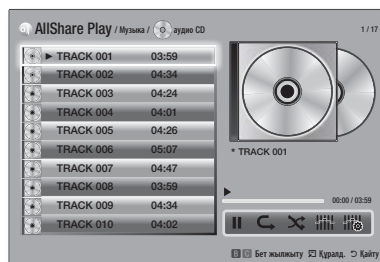 AllShare Play / Музыка / аудио CD 1 / 17
TRACK 001 03:59
TRACK 002 04:34
TRACK 003 04:24
TRACK 004 04:01
TRACK 005 04:26
TRACK 006 05:07
TRACK 007 04:47
TRACK 008 03:59
TRACK 009 04:34
TRACK 010 04:02
* TRACK 001
00:00 / 03:59
B C Бет жылжыту Құралд. Қайту